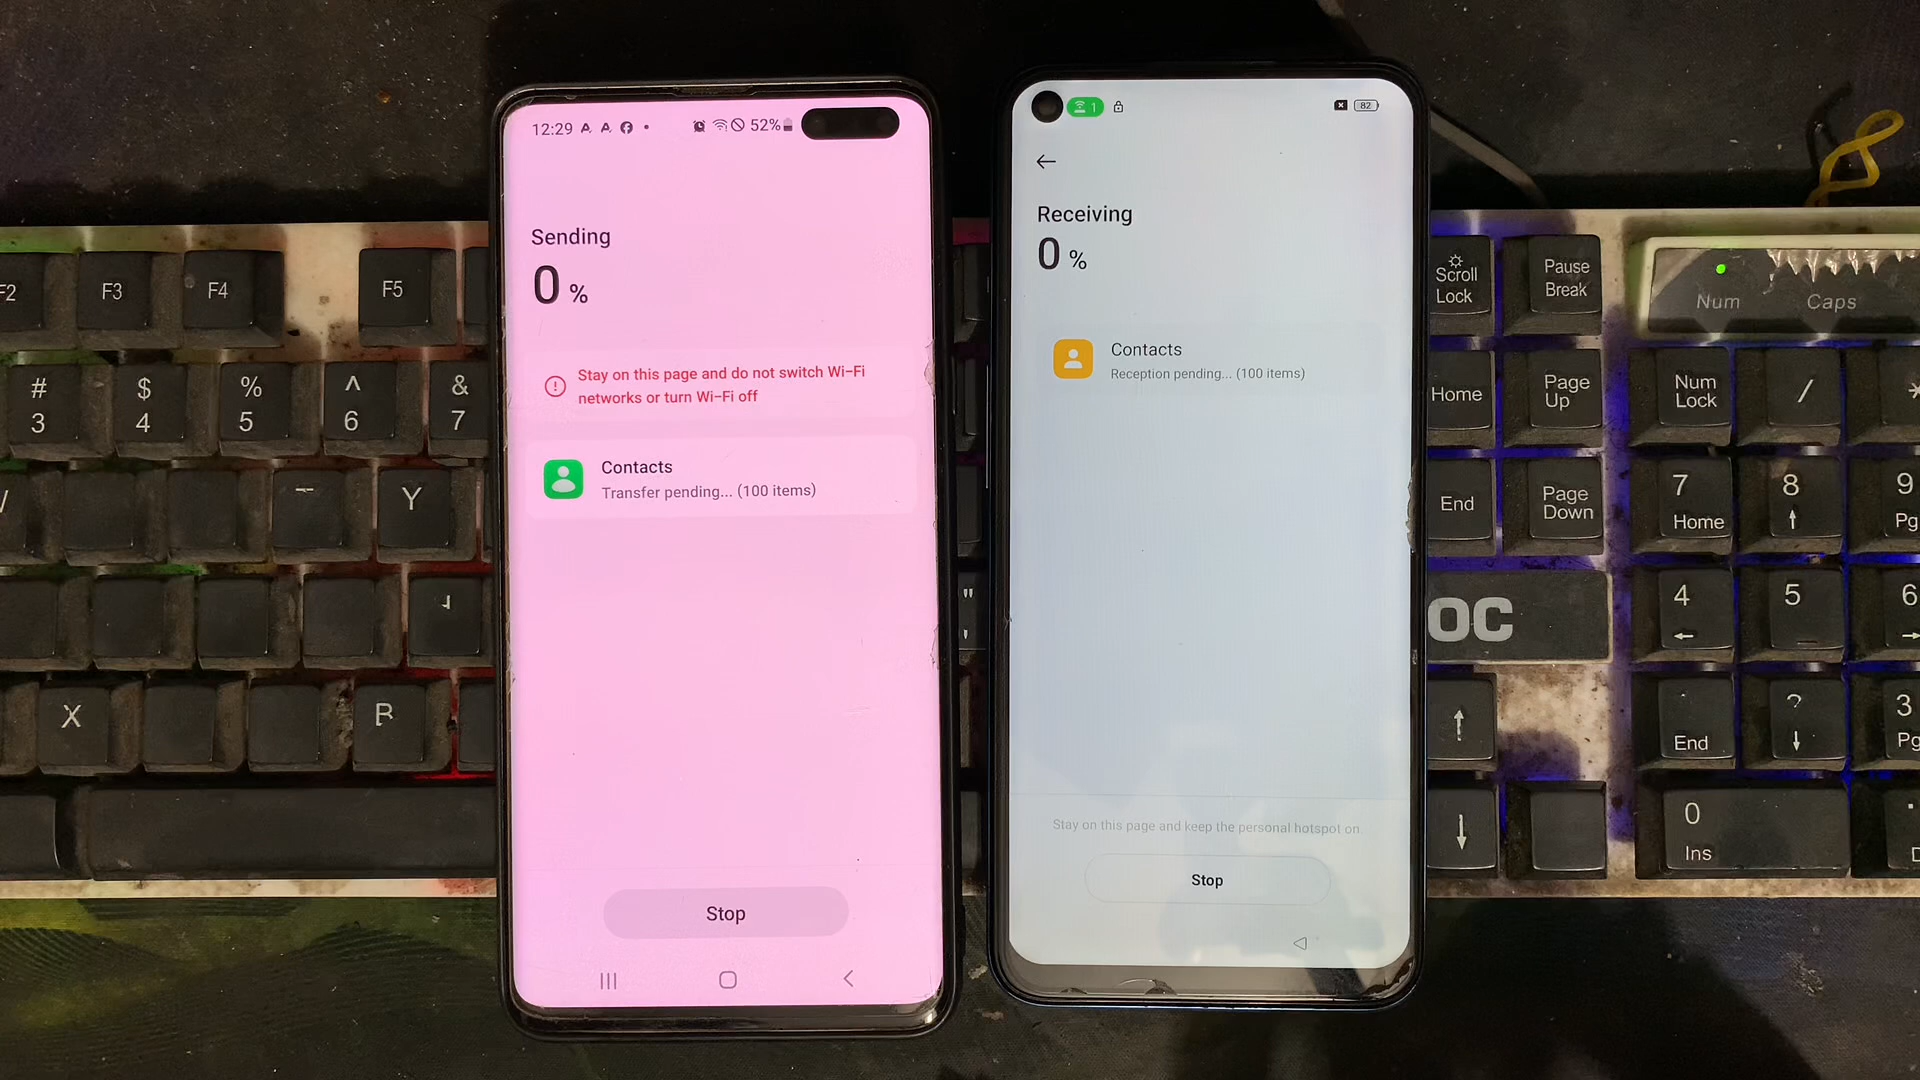 12:29
52%
Sending
0 %
Stay on this page and do not switch Wi-Fi
networks or turn Wi-Fi off
Contacts
Transfer pending... (100 items)
Stop
1
82
Receiving
0 %
Contacts
Reception pending... (100 items)
Stay on this page and keep the personal hotspot on
Stop
F2
F3
F4
F5
#
3
$
4
%
5
^
6
&
7
Y
X
"
Scroll
Lock
Pause
Break
Num
Caps
Home
Page
Up
Num
Lock
/
*
End
Page
Down
7
Home
8
9
Pg
OC
4
5
6
End
?
3
Pg
0
Ins